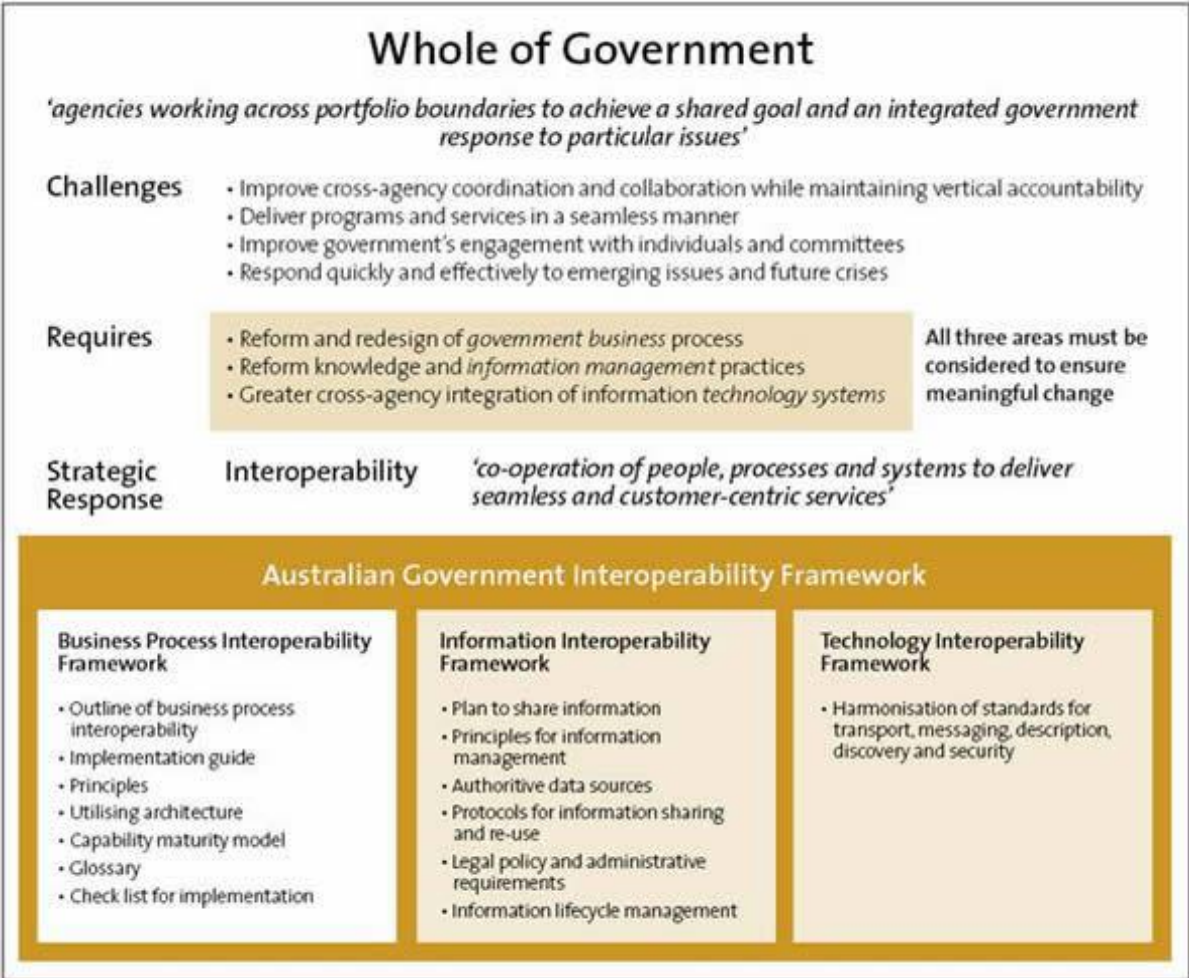 Whole of Government
‘agencies working across portfolio boundaries to achieve a shared goal and an integrated government
response to particular issues’
Challenges
• Improve cross-agency coordination and collaboration while maintaining vertical accountability
• Deliver programs and services in a seamless manner
• Improve government’s engagement with individuals and committees
• Respond quickly and effectively to emerging issues and future crises
Requires
• Reform and redesign of government business process
• Reform knowledge and information management practices
• Greater cross-agency integration of information technology systems
All three areas must be
considered to ensure
meaningful change
Strategic
Response
Interoperability
‘co-operation of people, processes and systems to deliver
seamless and customer-centric services’
Australian Government Interoperability Framework
Business Process Interoperability
Framework
• Outline of business process
interoperability
• Implementation guide
• Principles
• Utilising architecture
• Capability maturity model
• Glossary
• Check list for implementation
Information Interoperability
Framework
• Plan to share information
• Principles for information
management
• Authoritive data sources
• Protocols for information sharing
and re-use
• Legal policy and administrative
requirements
• Information lifecycle management
Technology Interoperability
Framework
• Harmonisation of standards for
transport, messaging, description,
discovery and security